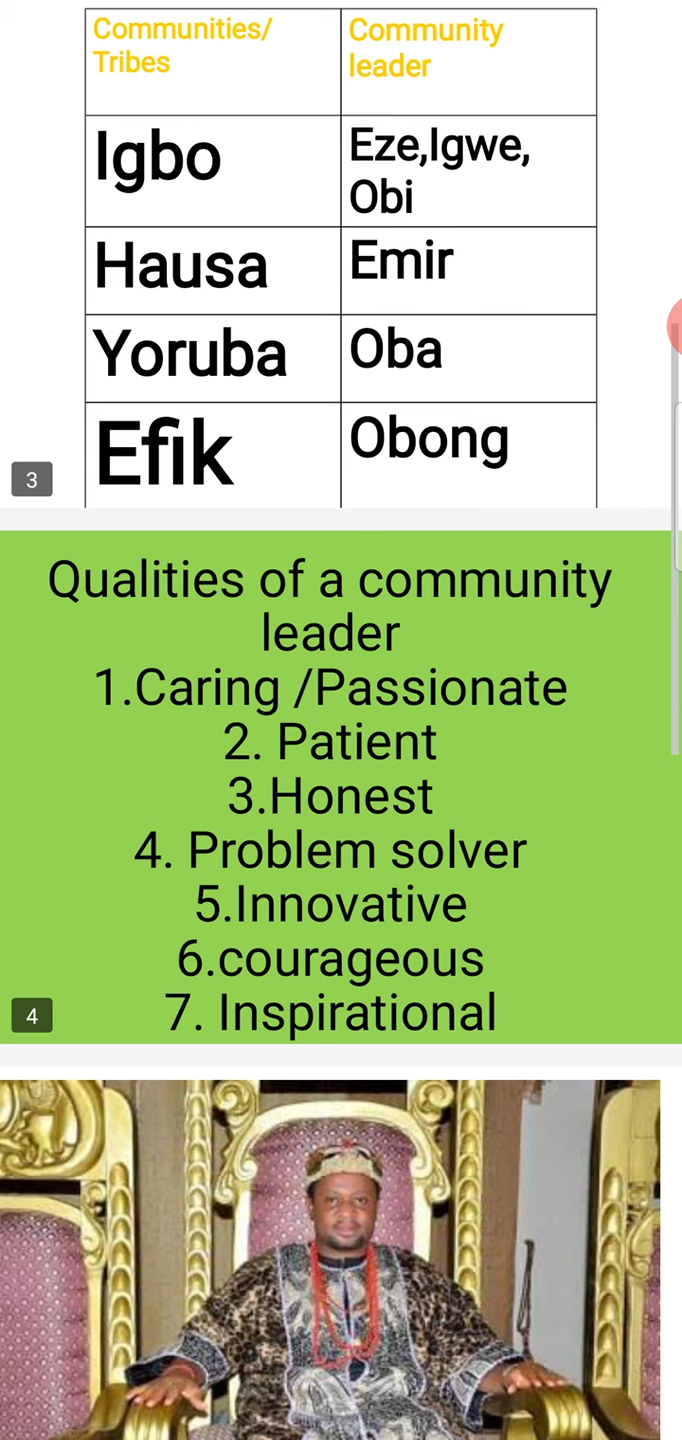 Communities/
Tribes
Community
leader
Igbo
Eze,Igwe,
Obi
Hausa
Emir
Yoruba
Oba
Efik
Obong
3
Qualities of a community
leader
1.Caring /Passionate
2. Patient
3.Honest
4. Problem solver
5.Innovative
6.courageous
7. Inspirational
4